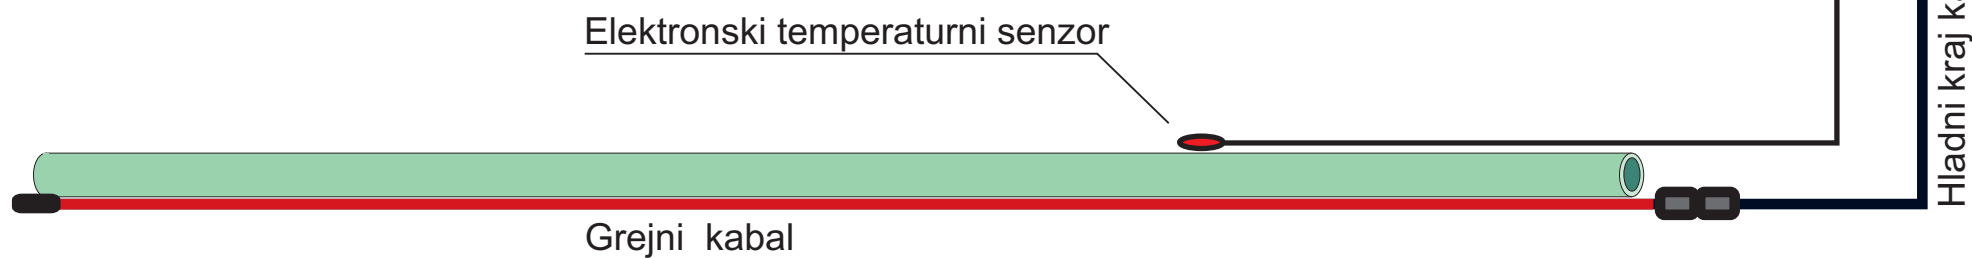 Elektronski temperaturni senzor
Grejni kabal
Hladni kraj